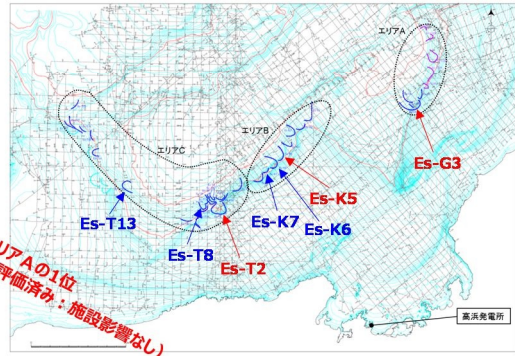 エリアA
エリアB
エリアC
Es-G3
Es-K5
Es-K7
Es-K6
Es-T13
Es-T8
Es-T2
リアAの1位
評価済み:施設影響なし)
高浜発電所